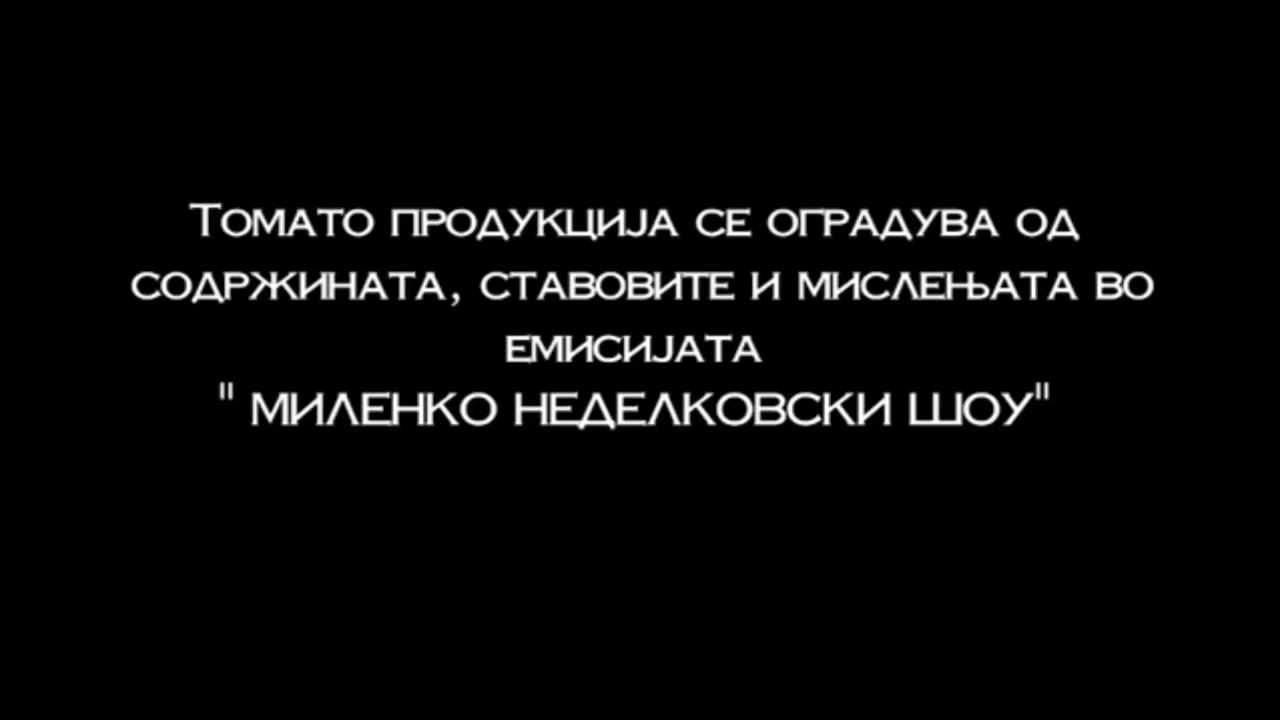 Томато продукција се оградува од
содржината, ставовите и мислењата во
емисијата
" МИЛЕНКО НЕДЕЛКОВСКИ ШОУ"